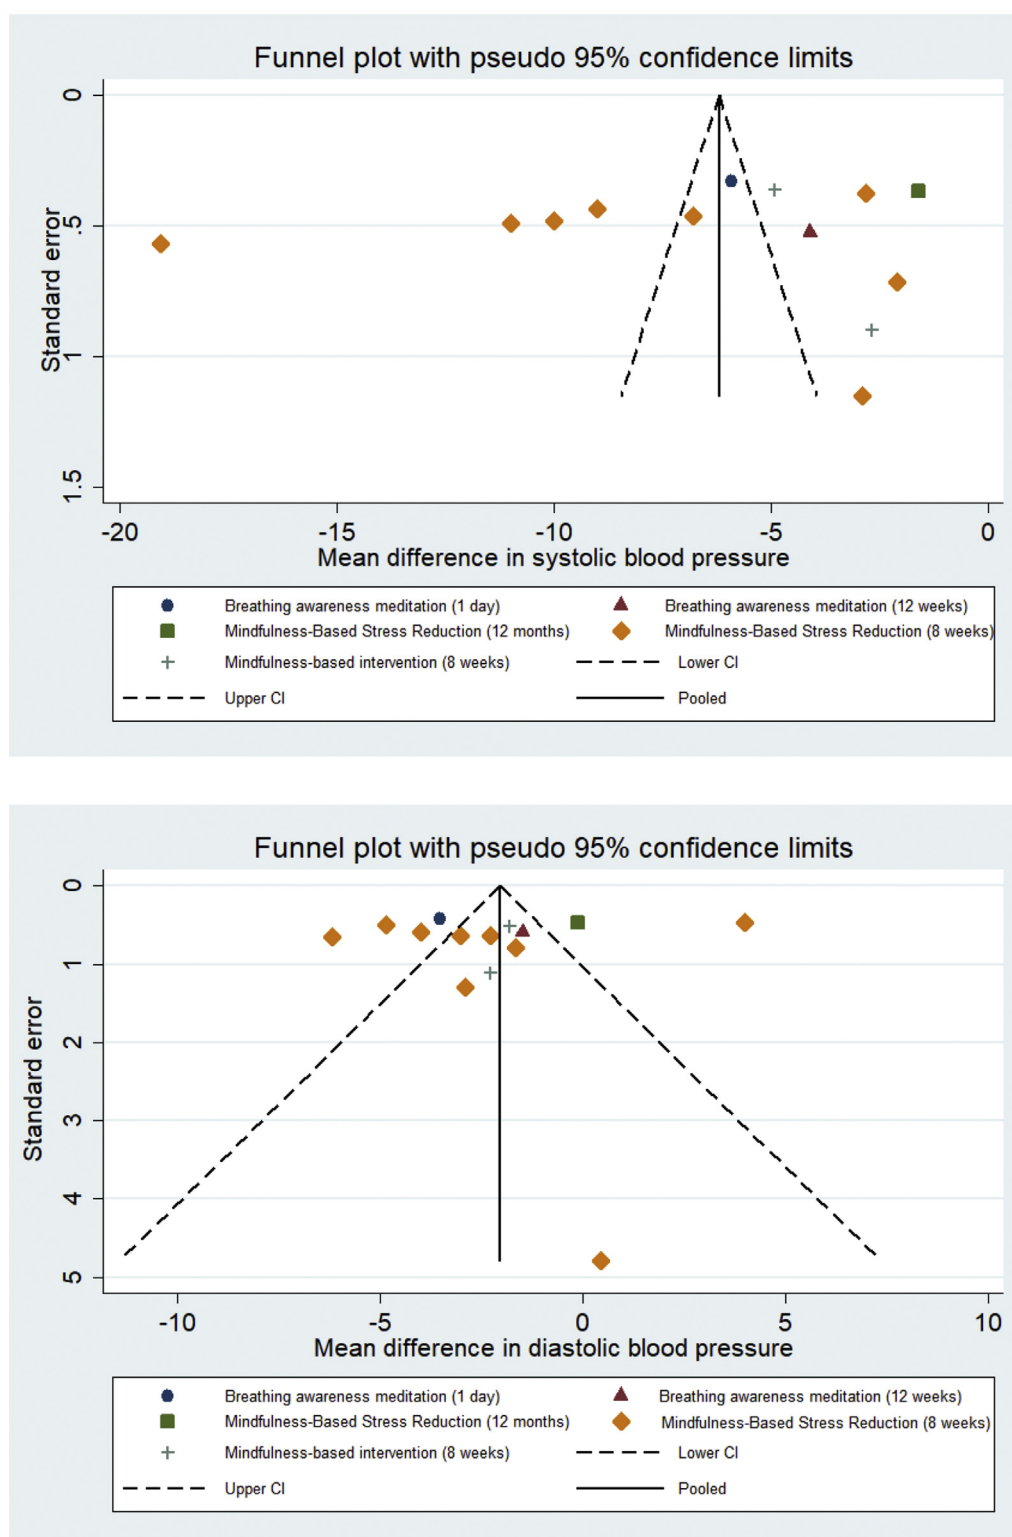 Funnel plot with pseudo 95% confidence limits
Standard error
0
.5
1
1.5
-20 -15 -10 -5 0
Mean difference in systolic blood pressure
Breathing awareness meditation (1 day) Breathing awareness meditation (12 weeks)
Mindfulness-Based Stress Reduction (12 months) Mindfulness-Based Stress Reduction (8 weeks)
Mindfulness-based intervention (8 weeks) Lower CI
Upper CI Pooled
Funnel plot with pseudo 95% confidence limits
Standard error
0
1
2
3
4
5
-10 -5 0 5 10
Mean difference in diastolic blood pressure
Breathing awareness meditation (1 day) Breathing awareness meditation (12 weeks)
Mindfulness-Based Stress Reduction (12 months) Mindfulness-Based Stress Reduction (8 weeks)
Mindfulness-based intervention (8 weeks) Lower CI
Upper CI Pooled